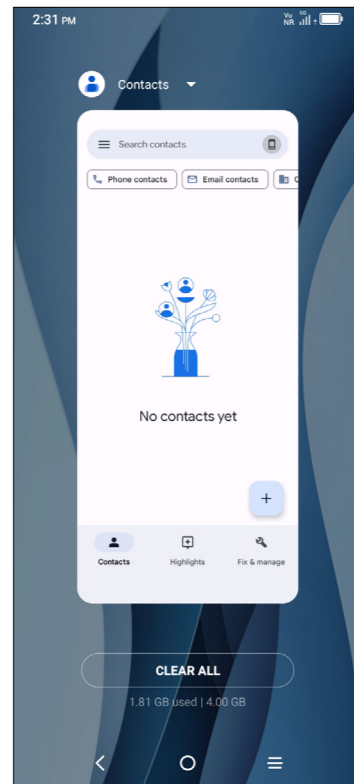 2:31 PM
Vo NR 5G
Contacts
Search contacts
Phone contacts Email contacts C
No contacts yet
+
Contacts Highlights Fix & manage
CLEAR ALL
1.81 GB used | 4.00 GB